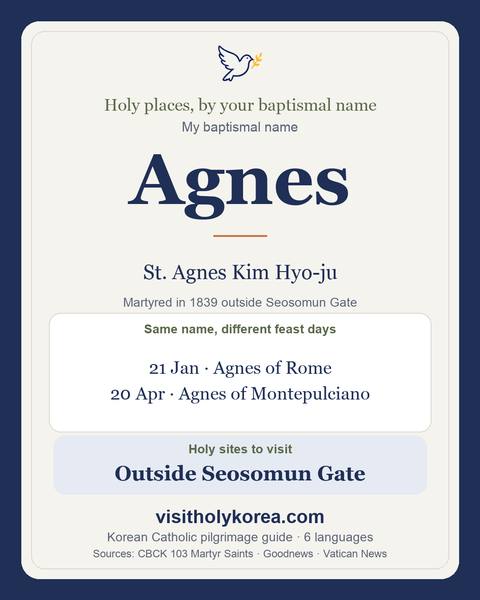 Holy places, by your baptismal name
My baptismal name
Agnes
St. Agnes Kim Hyo-ju
Martyred in 1839 outside Seosomun Gate
Same name, different feast days
21 Jan · Agnes of Rome
20 Apr · Agnes of Montepulciano
Holy sites to visit
Outside Seosomun Gate
visitholykorea.com
Korean Catholic pilgrimage guide · 6 languages
Sources: CBCK 103 Martyr Saints · Goodnews · Vatican News